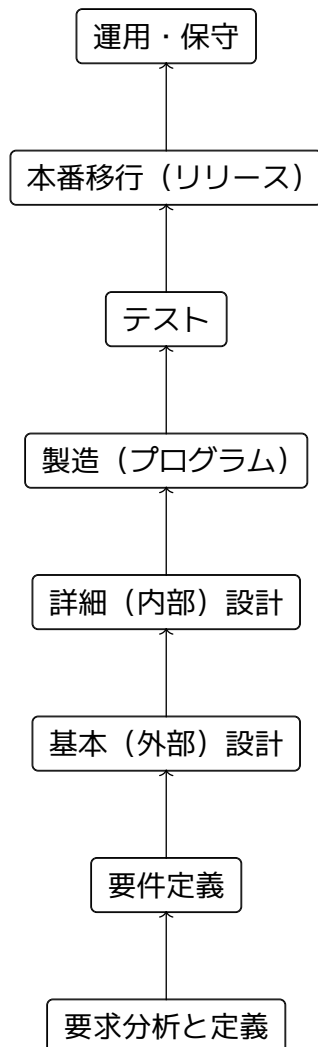 運用・保守
本番移行（リリース）
テスト
製造（プログラム）
詳細（内部）設計
基本（外部）設計
要件定義
要求分析と定義